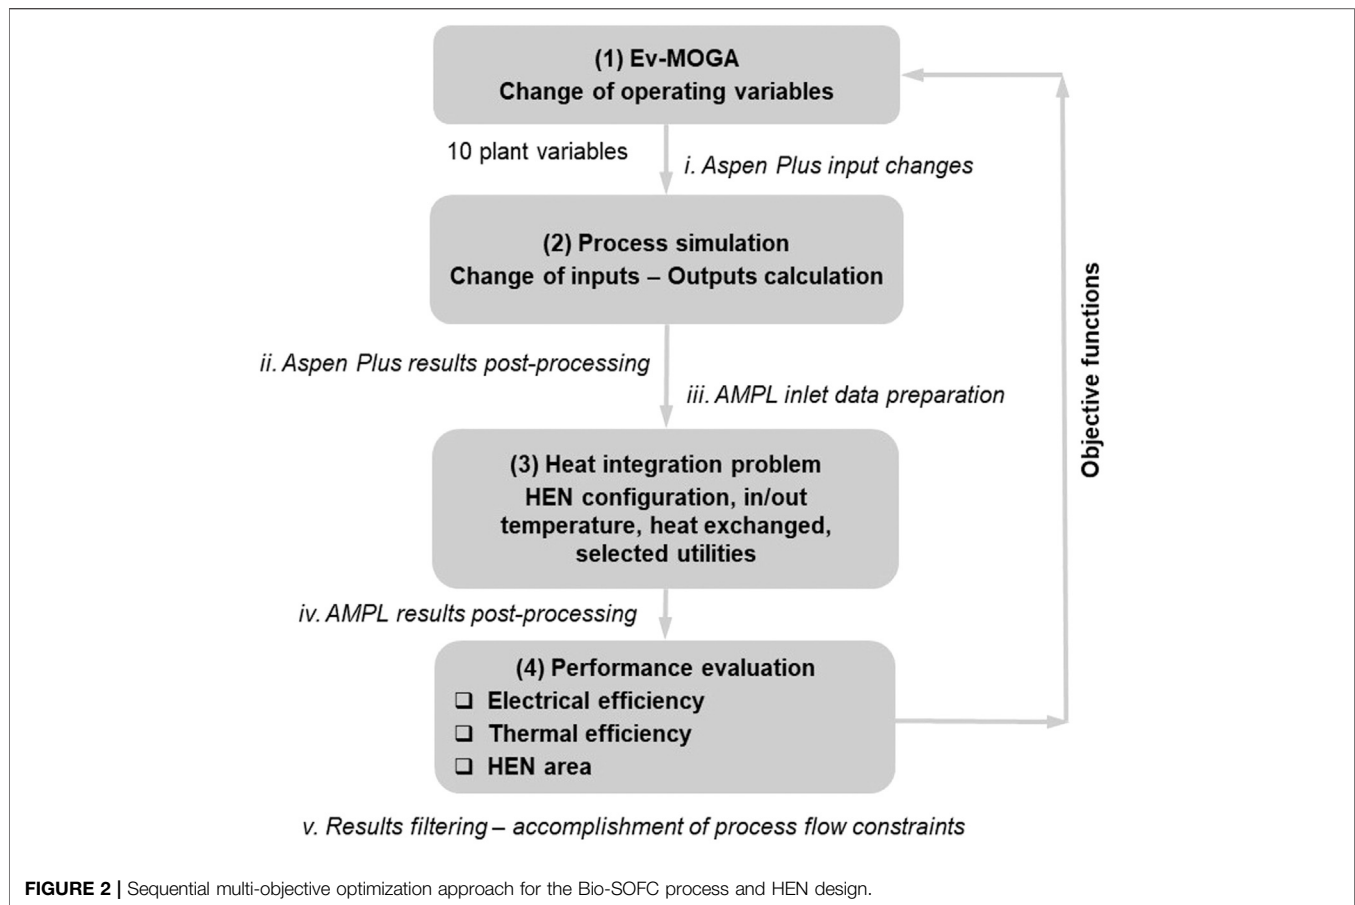 (1) Ev-MOGA
Change of operating variables
10 plant variables
i. Aspen Plus input changes
(2) Process simulation
Change of inputs – Outputs calculation
ii. Aspen Plus results post-processing
iii. AMPL inlet data preparation
(3) Heat integration problem
HEN configuration, in/out
temperature, heat exchanged,
selected utilities
iv. AMPL results post-processing
(4) Performance evaluation
❑ Electrical efficiency
❑ Thermal efficiency
❑ HEN area
Objective functions
v. Results filtering – accomplishment of process flow constraints
FIGURE 2 | Sequential multi-objective optimization approach for the Bio-SOFC process and HEN design.